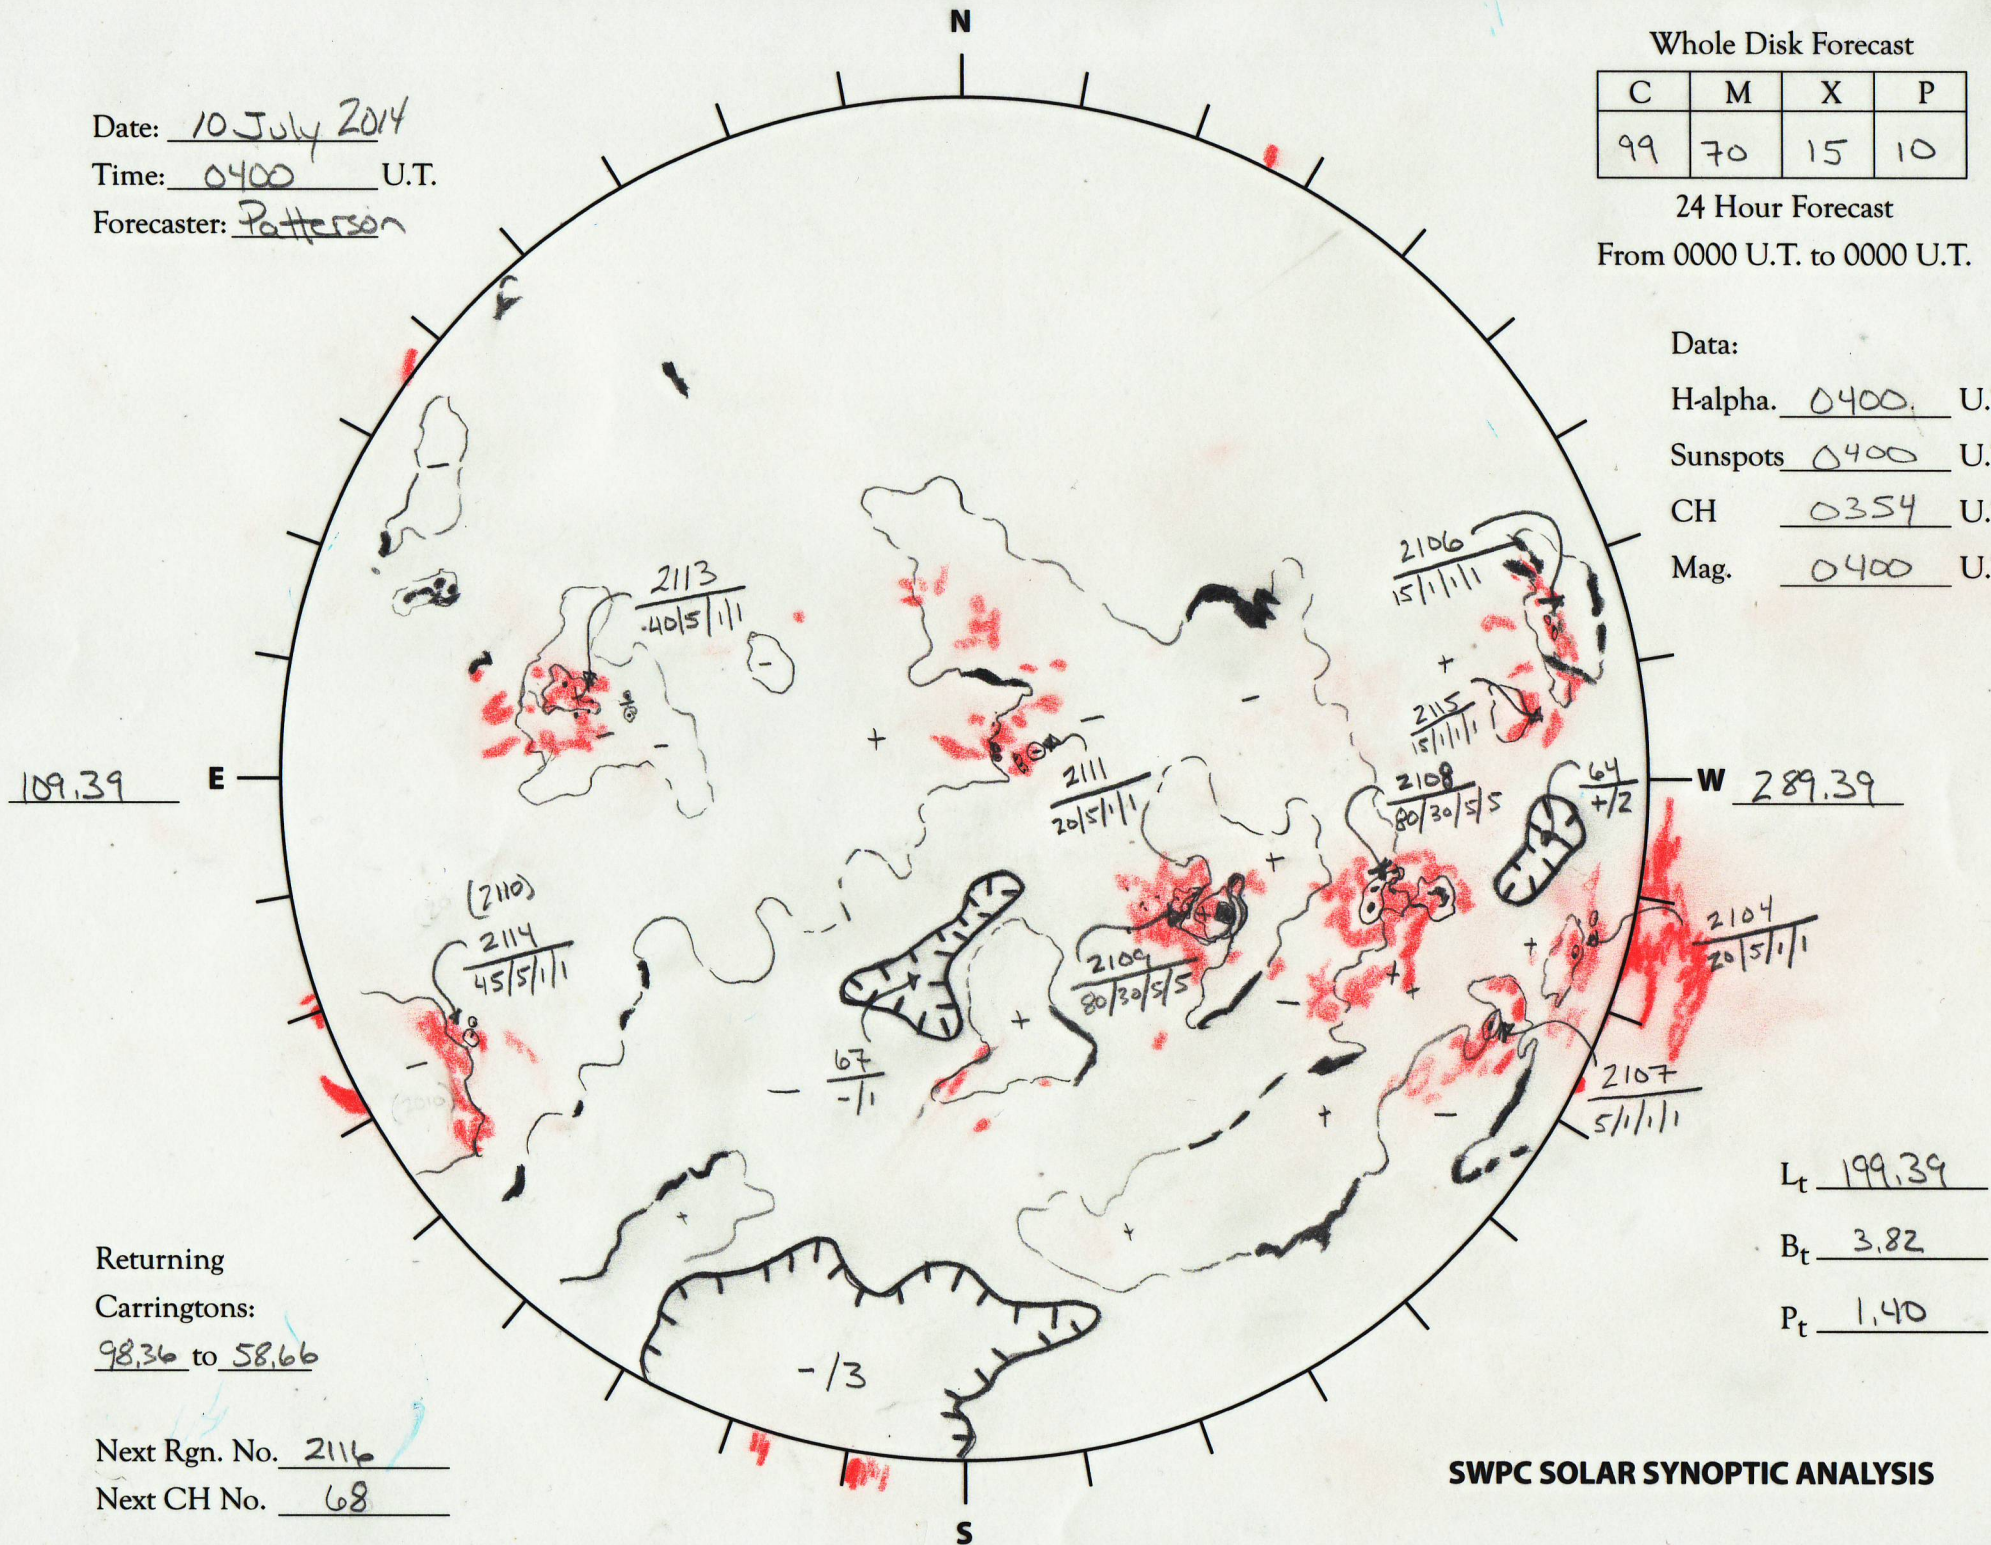 N
Whole Disk Forecast
C M X P
99 70 15 10
24 Hour Forecast
From 0000 U.T. to 0000 U.T.
Date: 10 July 2014
Time: 0400 U.T.
Forecaster: Patterson
Data:
H-alpha. 0400. U.
Sunspots 0400 U.
CH 0354 U.
Mag. 0400 U.
2106
15/1/1/1
2113
40/5/1/1
2115
15/1/1/1
2111
20/5/1/1
2108
80/30/5/5
64
+/2
109.39 E
W 289.39
(2110)
2114
45/5/1/1
2109
80/30/5/5
2104
20/5/1/1
67
-/1
2107
5/1/1/1
(2010)
Lt 199.39
Bt 3.82
Pt 1.40
Returning
Carringtons:
98.36 to 58.66
-/3
Next Rgn. No. 2116
Next CH No. 68
SWPC SOLAR SYNOPTIC ANALYSIS
S